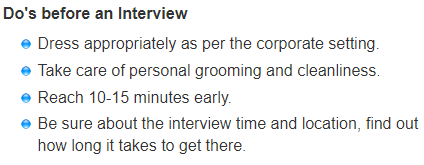 Do's before an Interview
Dress appropriately as per the corporate setting.
Take care of personal grooming and cleanliness.
Reach 10-15 minutes early.
Be sure about the interview time and location, find out
how long it takes to get there.